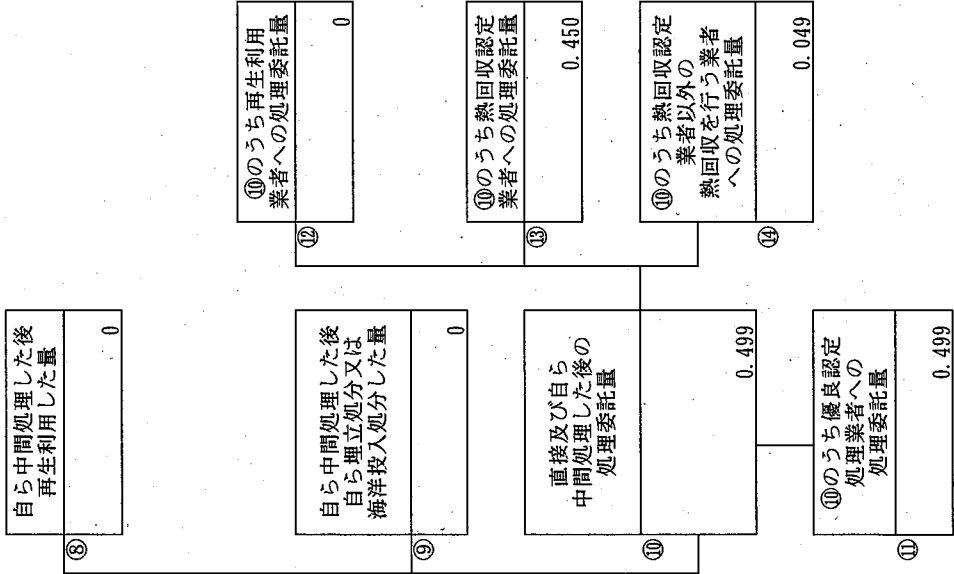 ⑧
自ら中間処理した後
再生利用した量
0
⑨
自ら中間処理した後
自ら埋立処分又は
海洋投入処分した量
0
⑩
直接及び自ら
中間処理した後の
処理委託量
0.499
⑪
⑩のうち優良認定
処理業者への
処理委託量
0.499
⑫
⑩のうち再生利用
業者への処理委託量
0
⑬
⑩のうち熱回収認定
業者への処理委託量
0.450
⑭
⑩のうち熱回収認定
業者以外の
熱回収を行う業者
への処理委託量
0.049